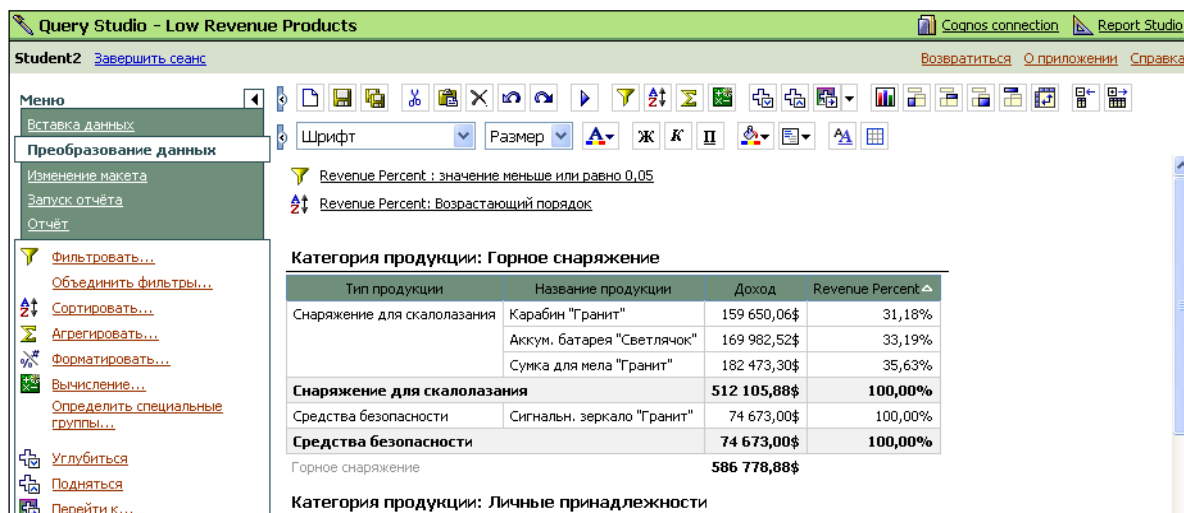 Query Studio - Low Revenue Products
Cognos connection
Report Studio
Student2 Завершить сеанс
Возвратиться О приложении Справка
Меню
Вставка данных
Преобразование данных
Изменение макета
Запуск отчёта
Отчёт
Фильтровать...
Объединить фильтры...
Сортировать...
Агрегировать...
Форматировать...
Вычисление...
Определить специальные
группы...
Углубиться
Подняться
Перейти к...
Шрифт Размер A Ж К П
Revenue Percent : значение меньше или равно 0,05
Revenue Percent: Возрастающий порядок
Категория продукции: Горное снаряжение
Тип продукции Название продукции Доход Revenue Percent
Снаряжение для скалолазания Карабин "Гранит" 159 650,06$ 31,18%
Аккум. батарея "Светлячок" 169 982,52$ 33,19%
Сумка для мела "Гранит" 182 473,30$ 35,63%
Снаряжение для скалолазания 512 105,88$ 100,00%
Средства безопасности Сигнальн. зеркало "Гранит" 74 673,00$ 100,00%
Средства безопасности 74 673,00$ 100,00%
Горное снаряжение 586 778,88$
Категория продукции: Личные принадлежности